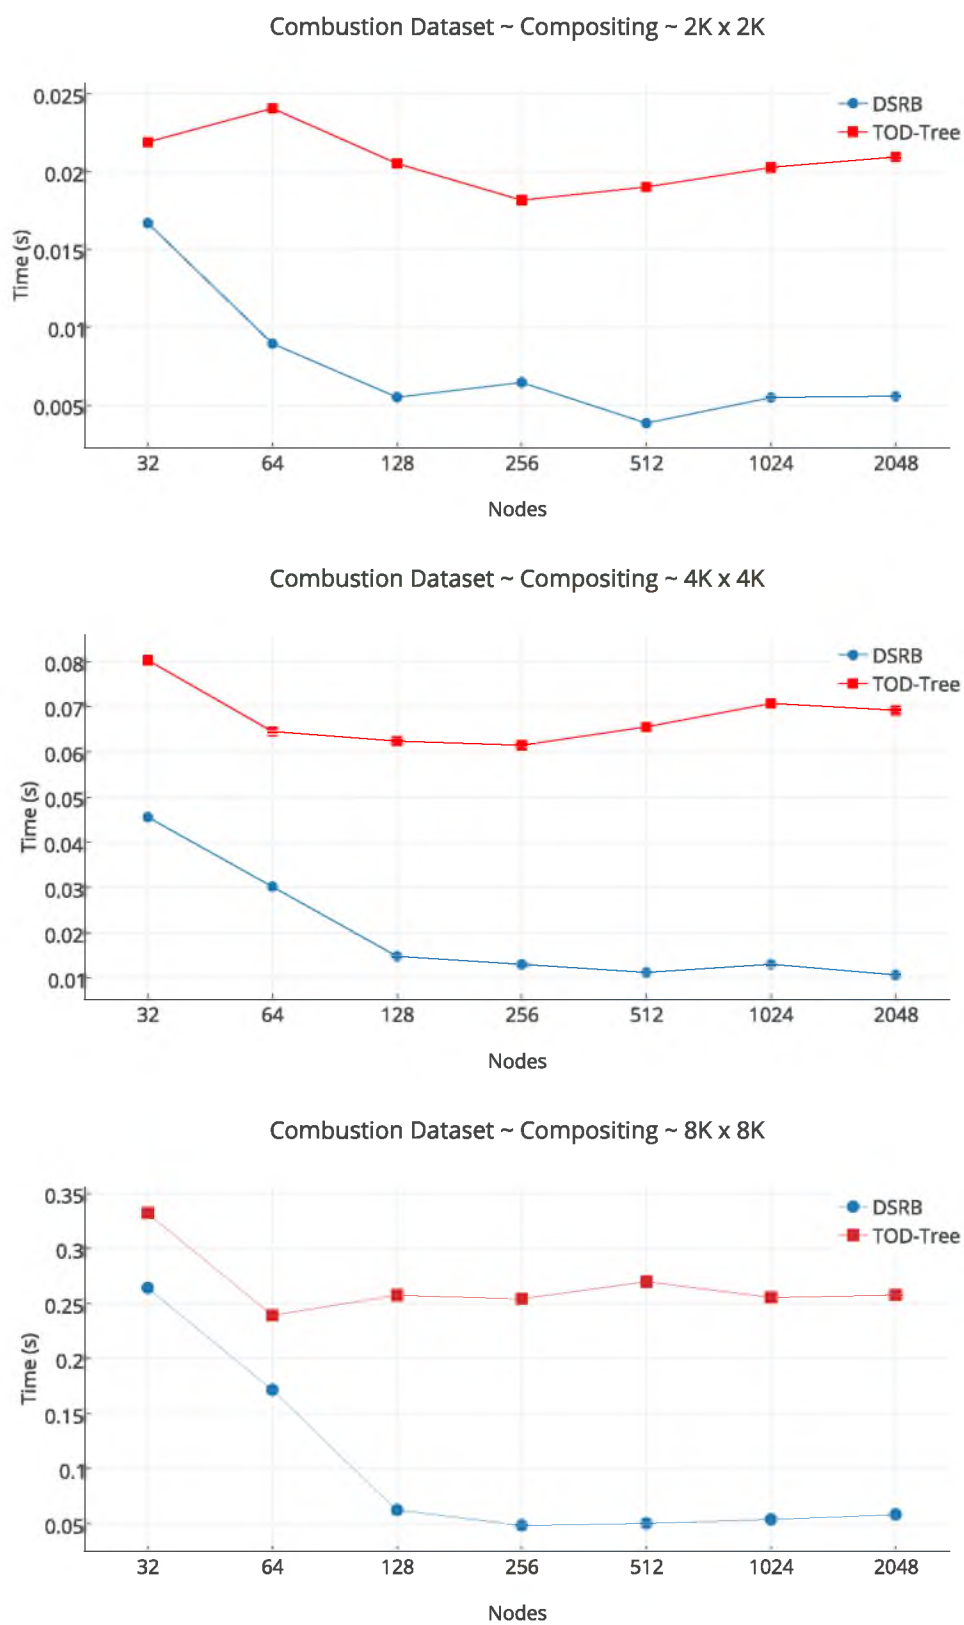 Combustion Dataset ~ Compositing ~ 2K x 2K
0.025
0.02
0.015
0.01
0.005
Time (s)
DSRB
TOD-Tree
32 64 128 256 512 1024 2048
Nodes
Combustion Dataset ~ Compositing ~ 4K x 4K
0.08
0.07
0.06
0.05
0.04
0.03
0.02
0.01
Time (s)
DSRB
TOD-Tree
32 64 128 256 512 1024 2048
Nodes
Combustion Dataset ~ Compositing ~ 8K x 8K
0.35
0.3
0.25
0.2
0.15
0.1
0.05
Time (s)
DSRB
TOD-Tree
32 64 128 256 512 1024 2048
Nodes